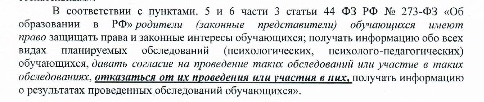 В соответствии с пунктами. 5 и 6 части 3 статьи 44 ФЗ РФ № 273-ФЗ «Об
образовании в РФ» родители (законные представители) обучающихся имеют
право защищать права и законные интересы обучающихся; получать информацию обо всех
видах планируемых обследований (психологических, психолого-педагогических)
обучающихся, давать согласие на проведение таких обследований или участие в таких
обследованиях, отказаться от их проведения или участия в них, получать информацию
о результатах проведенных обследований обучающихся».